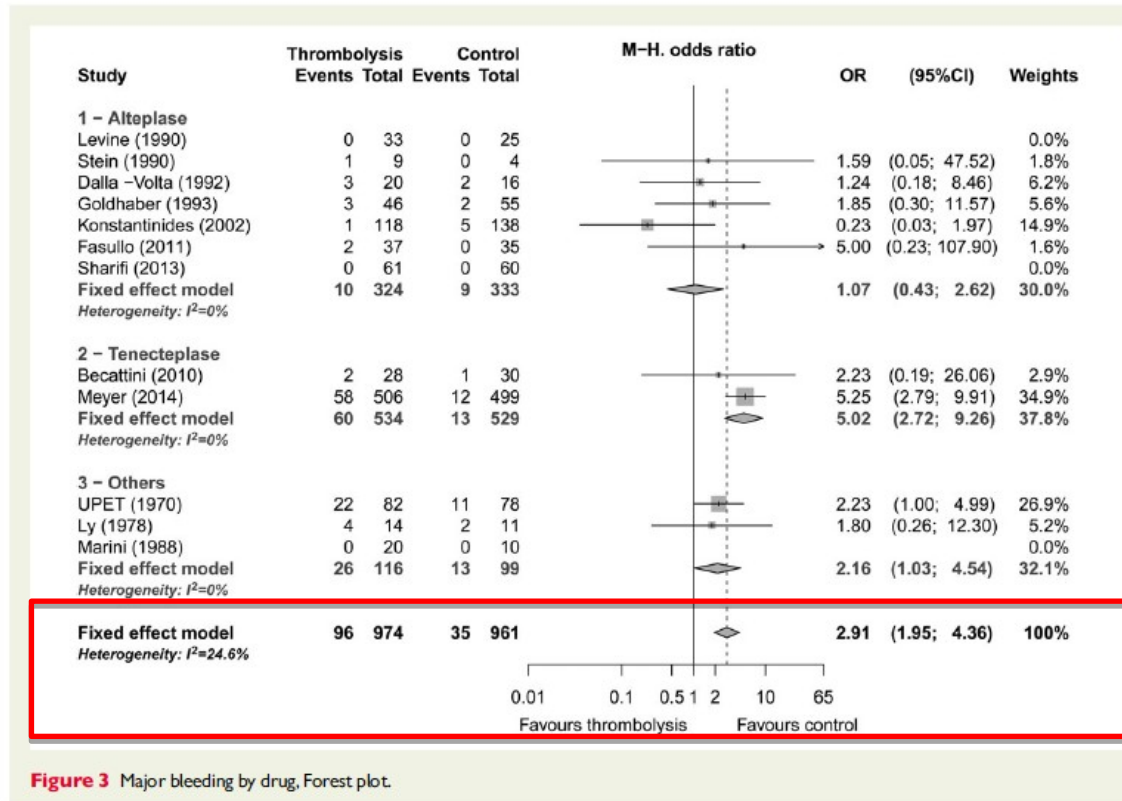 Thrombolysis Control M−H. odds ratio
Study Events Total Events Total OR (95%CI) Weights
1 − Alteplase
Levine (1990) 0 33 0 25 0.0%
Stein (1990) 1 9 0 4 1.59 (0.05; 47.52) 1.8%
Dalla −Volta (1992) 3 20 2 16 1.24 (0.18; 8.46) 6.2%
Goldhaber (1993) 3 46 2 55 1.85 (0.30; 11.57) 5.6%
Konstantinides (2002) 1 118 5 138 0.23 (0.03; 1.97) 14.9%
Fasullo (2011) 2 37 0 35 5.00 (0.23; 107.90) 1.6%
Sharifi (2013) 0 61 0 60 0.0%
Fixed effect model 10 324 9 333 1.07 (0.43; 2.62) 30.0%
Heterogeneity: I²=0%
2 − Tenecteplase
Becattini (2010) 2 28 1 30 2.23 (0.19; 26.06) 2.9%
Meyer (2014) 58 506 12 499 5.25 (2.79; 9.91) 34.9%
Fixed effect model 60 534 13 529 5.02 (2.72; 9.26) 37.8%
Heterogeneity: I²=0%
3 − Others
UPET (1970) 22 82 11 78 2.23 (1.00; 4.99) 26.9%
Ly (1978) 4 14 2 11 1.80 (0.26; 12.30) 5.2%
Marini (1988) 0 20 0 10 0.0%
Fixed effect model 26 116 13 99 2.16 (1.03; 4.54) 32.1%
Heterogeneity: I²=0%
Fixed effect model 96 974 35 961 2.91 (1.95; 4.36) 100%
Heterogeneity: I²=24.6%
0.01 0.1 0.5 1 2 10 65
Favours thrombolysis Favours control
Figure 3 Major bleeding by drug, Forest plot.